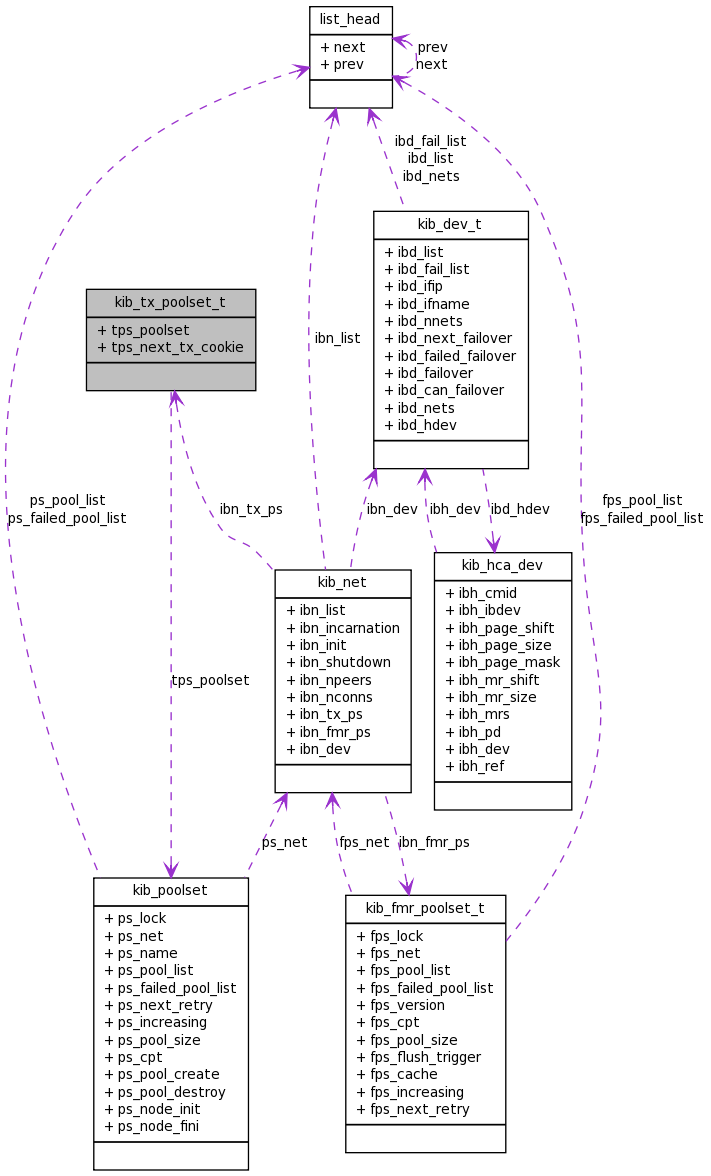 list_head
+ next
+ prev
prev
next
ibd_fail_list
ibd_list
ibd_nets
kib_dev_t
+ ibd_list
+ ibd_fail_list
+ ibd_ifip
+ ibd_ifname
+ ibd_nnets
+ ibd_next_failover
+ ibd_failed_failover
+ ibd_failover
+ ibd_can_failover
+ ibd_nets
+ ibd_hdev
kib_tx_poolset_t
+ tps_poolset
+ tps_next_tx_cookie
ibn_list
ps_pool_list
ps_failed_pool_list
ibn_tx_ps
ibn_dev
ibh_dev
ibd_hdev
fps_pool_list
fps_failed_pool_list
kib_hca_dev
+ ibh_cmid
+ ibh_ibdev
+ ibh_page_shift
+ ibh_page_size
+ ibh_page_mask
+ ibh_mr_shift
+ ibh_mr_size
+ ibh_mrs
+ ibh_pd
+ ibh_dev
+ ibh_ref
kib_net
+ ibn_list
+ ibn_incarnation
+ ibn_init
+ ibn_shutdown
+ ibn_npeers
+ ibn_nconns
+ ibn_tx_ps
+ ibn_fmr_ps
+ ibn_dev
tps_poolset
ps_net
fps_net
ibn_fmr_ps
kib_poolset
+ ps_lock
+ ps_net
+ ps_name
+ ps_pool_list
+ ps_failed_pool_list
+ ps_next_retry
+ ps_increasing
+ ps_pool_size
+ ps_cpt
+ ps_pool_create
+ ps_pool_destroy
+ ps_node_init
+ ps_node_fini
kib_fmr_poolset_t
+ fps_lock
+ fps_net
+ fps_pool_list
+ fps_failed_pool_list
+ fps_version
+ fps_cpt
+ fps_pool_size
+ fps_flush_trigger
+ fps_cache
+ fps_increasing
+ fps_next_retry